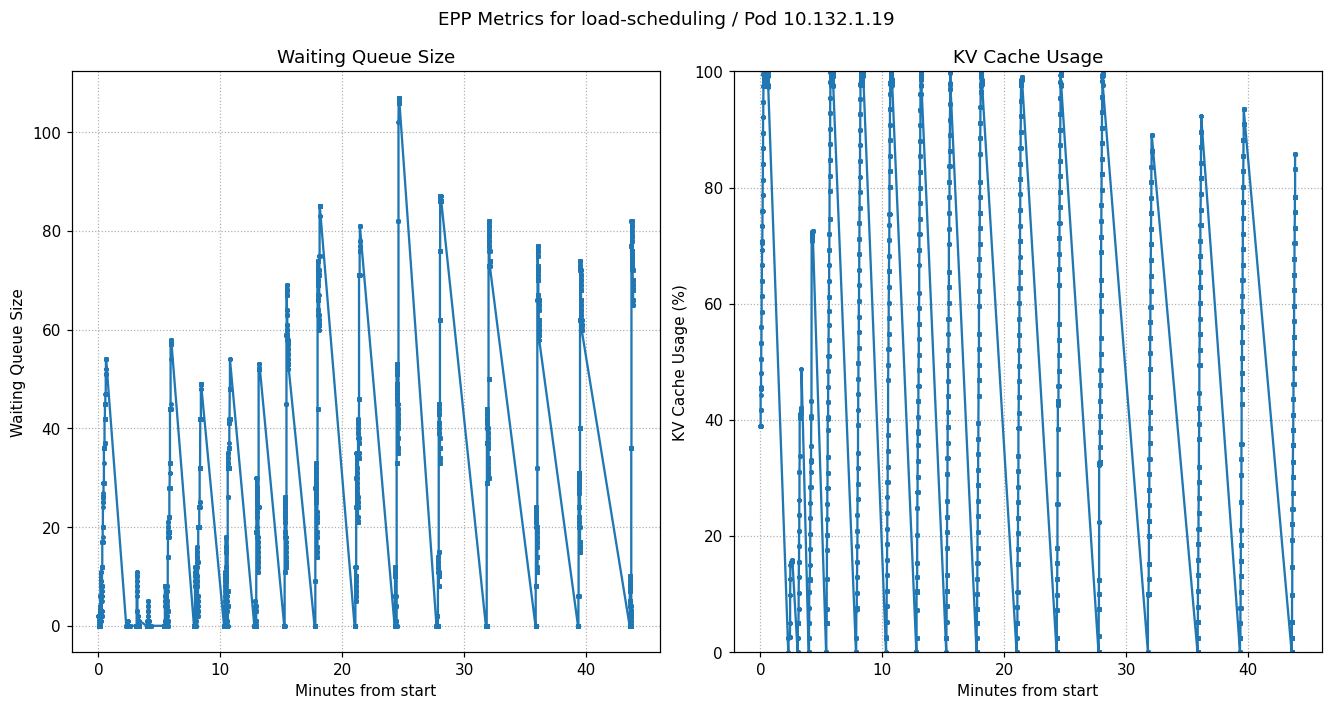 EPP Metrics for load-scheduling / Pod 10.132.1.19
Waiting Queue Size
Waiting Queue Size
100
80
60
40
20
0
0 10 20 30 40
Minutes from start
KV Cache Usage
KV Cache Usage (%)
100
80
60
40
20
0
0 10 20 30 40
Minutes from start